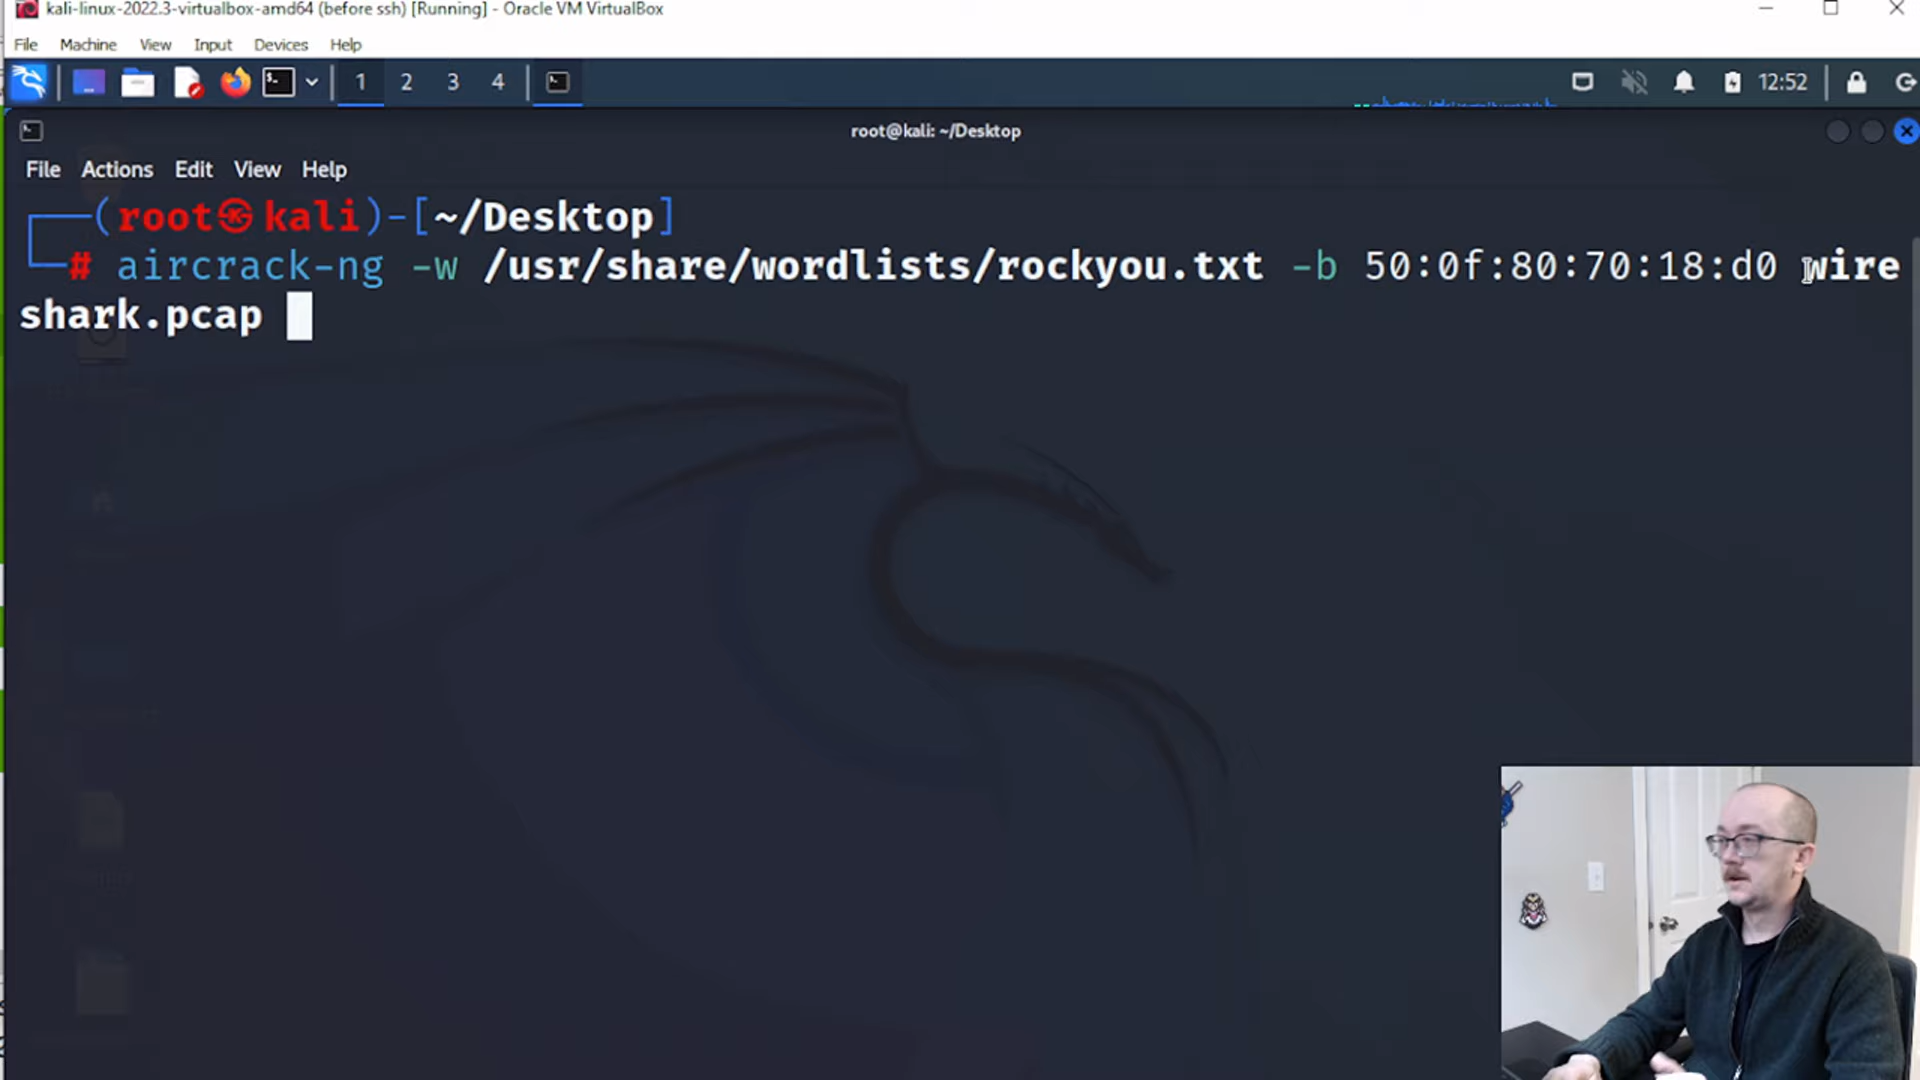 kali-linux-2022.3-virtualbox-amd64 (before ssh) [Running] - Oracle VM VirtualBox
File Machine View Input Devices Help
1 2 3 4 12:52
root@kali: ~/Desktop
File Actions Edit View Help
(root㉿kali)-[~/Desktop]
# aircrack-ng -w /usr/share/wordlists/rockyou.txt -b 50:0f:80:70:18:d0 wire
shark.pcap